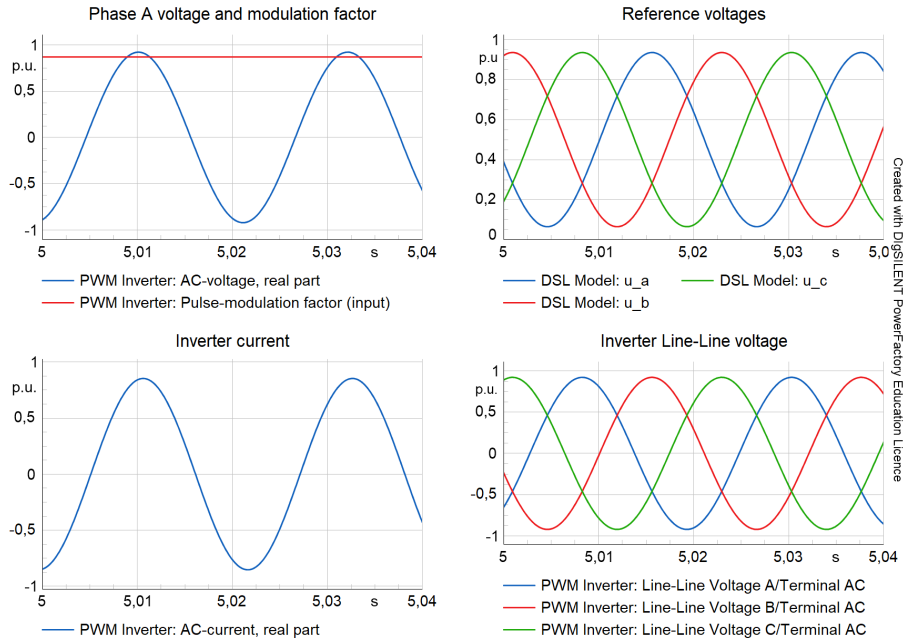 Phase A voltage and modulation factor
1
p.u.
0,5
0
-0,5
-1
5
5,01
5,02
5,03
s
5,04
PWM Inverter: AC-voltage, real part
PWM Inverter: Pulse-modulation factor (input)
Reference voltages
1
p.u
0,8
0,6
0,4
0,2
0
5
5,01
5,02
5,03
s
5,04
DSL Model: u_a
DSL Model: u_c
DSL Model: u_b
Inverter current
1
p.u.
0,5
0
-0,5
-1
5
5,01
5,02
5,03
s
5,04
PWM Inverter: AC-current, real part
Inverter Line-Line voltage
1
p.u.
0,5
0
-0,5
-1
5
5,01
5,02
5,03
s
5,04
PWM Inverter: Line-Line Voltage A/Terminal AC
PWM Inverter: Line-Line Voltage B/Terminal AC
PWM Inverter: Line-Line Voltage C/Terminal AC
Created with DIgSILENT PowerFactory Education Licence